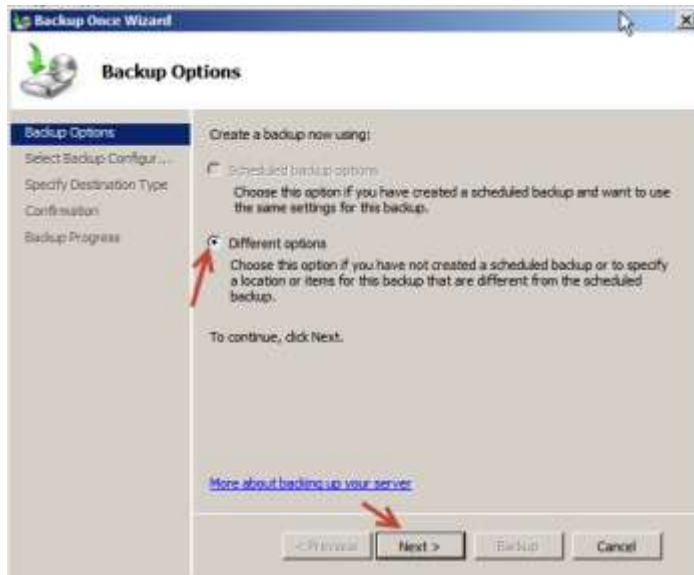 Backup Once Wizard
Backup Options
Backup Options
Select Backup Configur...
Specify Destination Type
Confirmation
Backup Progress
Create a backup now using:
Scheduled backup options
Choose this option if you have created a scheduled backup and want to use
the same settings for this backup.
Different options
Choose this option if you have not created a scheduled backup or to specify
a location or items for this backup that are different from the scheduled
backup.
To continue, click Next.
More about backing up your server
< Previous
Next >
Backup
Cancel